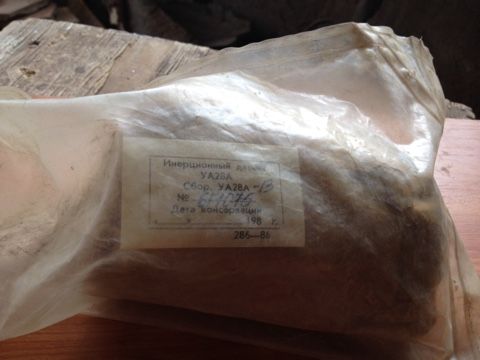 Инерционный датчик
УА28А
Сбор. УА28А-В
№
Дата консервации
„ “ 198 г.
286—86